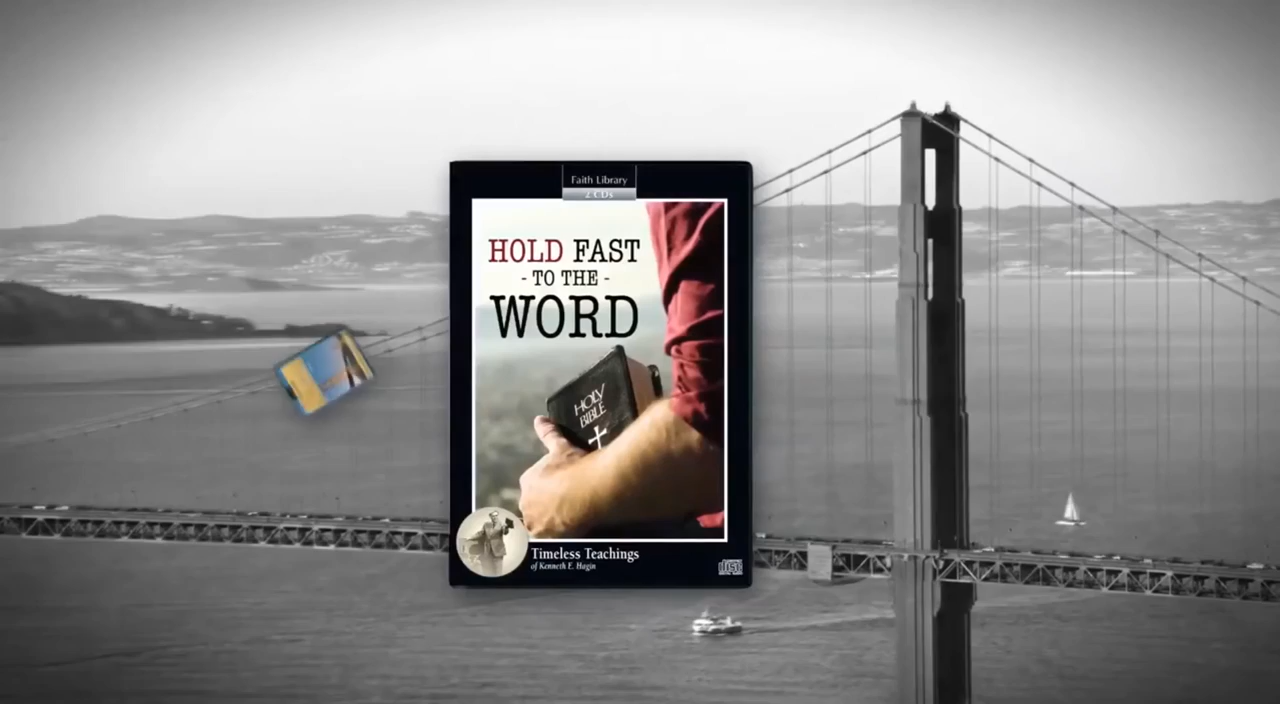 Faith Library
2 CDs
HOLD FAST
- TO THE -
WORD
HOLY
BIBLE
Timeless Teachings
of Kenneth E. Hagin